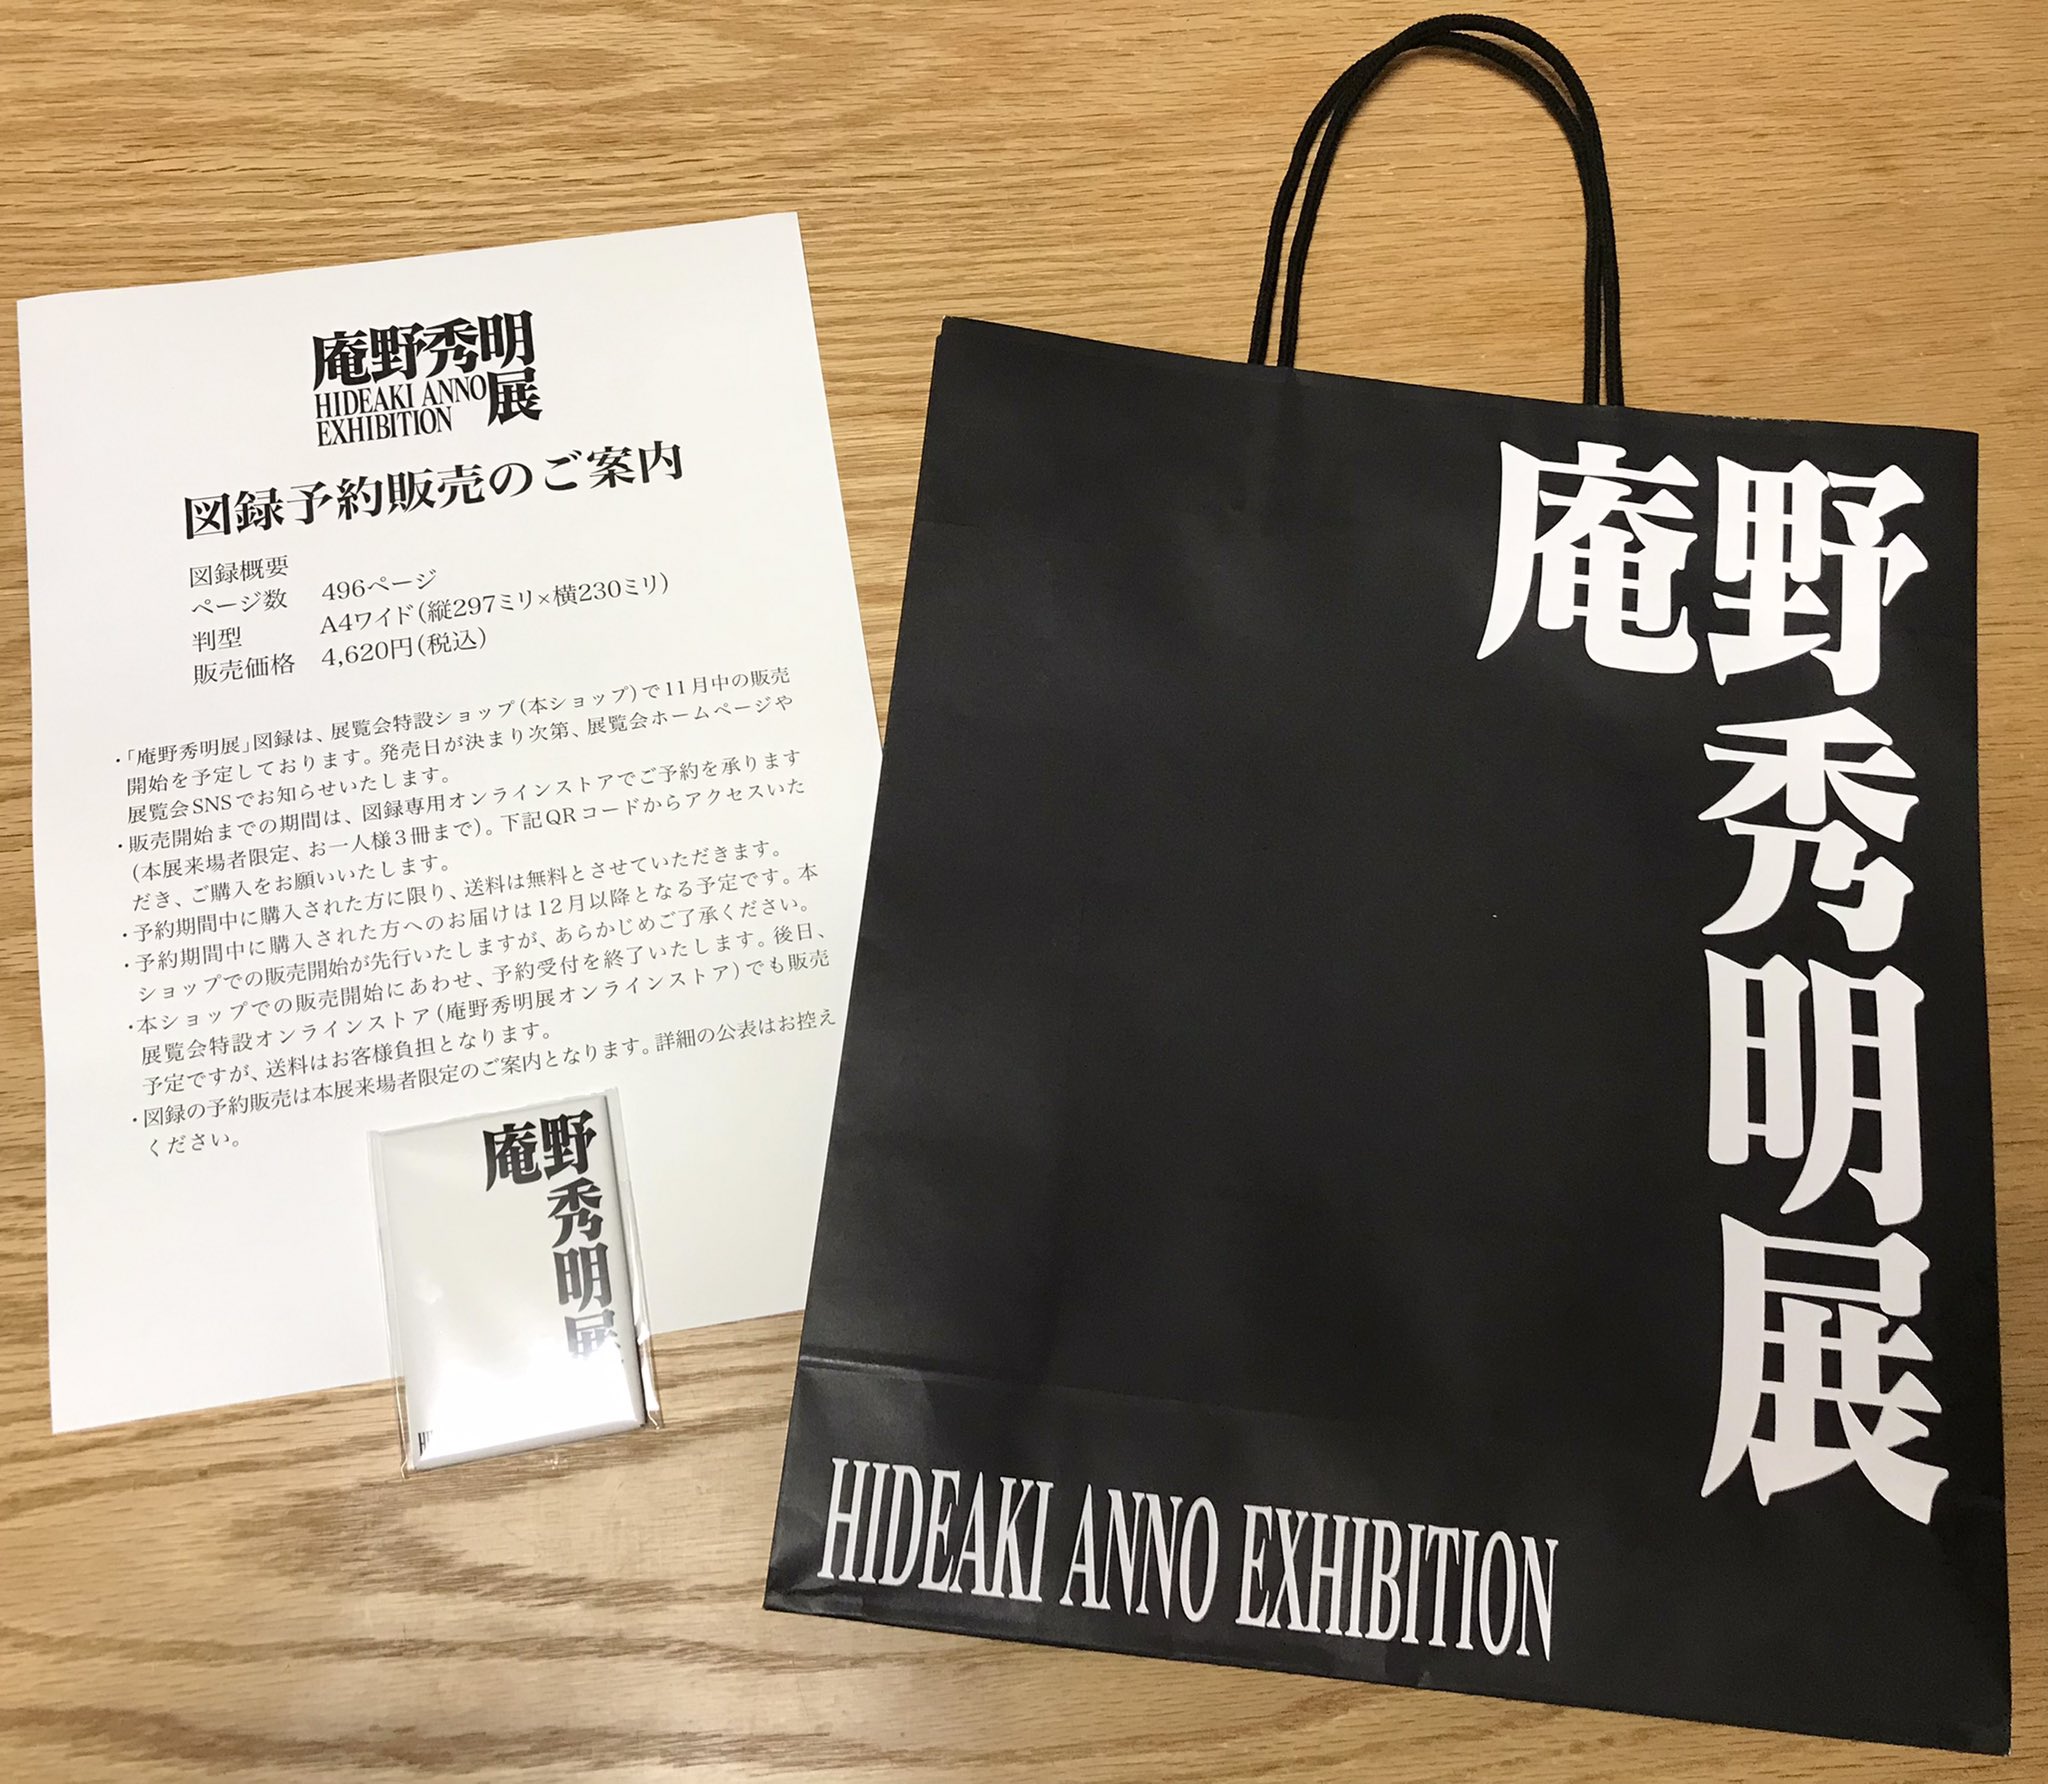 庵野秀明
展
HIDEAKI ANNO
EXHIBITION
図録予約販売のご案内
図録概要
ページ数 496ページ
判型 A4ワイド(縦297ミリ×横230ミリ)
販売価格 4,620円(税込)
・「庵野秀明展」図録は、展覧会特設ショップ(本ショップ)で11月中の販売
開始を予定しております。発売日が決まり次第、展覧会ホームページや
展覧会SNSでお知らせいたします。
・販売開始までの期間は、図録専用オンラインストアでご予約を承ります
(本展来場者限定、お一人様3冊まで)。下記QRコードからアクセスいた
だき、ご購入をお願いいたします。
・予約期間中に購入された方に限り、送料は無料とさせていただきます。
・予約期間中に購入された方へのお届けは12月以降となる予定です。本
ショップでの販売開始が先行いたしますが、あらかじめご了承ください。
・本ショップでの販売開始にあわせ、予約受付を終了いたします。後日、
展覧会特設オンラインストア(庵野秀明展オンラインストア)でも販売
予定ですが、送料はお客様負担となります。
・図録の予約販売は本展来場者限定のご案内となります。詳細の公表はお控え
ください。
庵野
秀
明
展
庵野
秀
明
展
HIDEAKI ANNO EXHIBITION